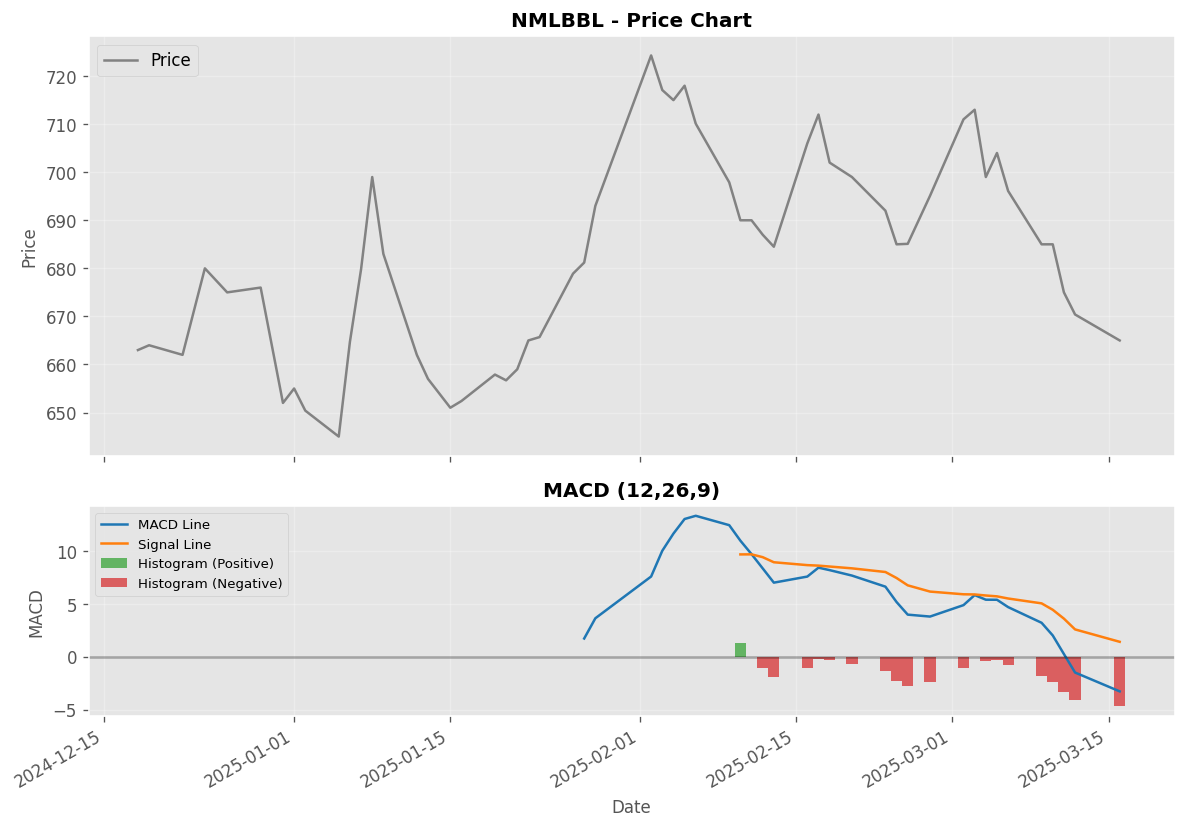 NMLBBL - Price Chart
Price
720
710
700
690
680
670
660
650
Price
MACD (12,26,9)
MACD Line
Signal Line
Histogram (Positive)
Histogram (Negative)
10
5
0
−5
MACD
2024-12-15
2025-01-01
2025-01-15
2025-02-01
2025-02-15
2025-03-01
2025-03-15
Date